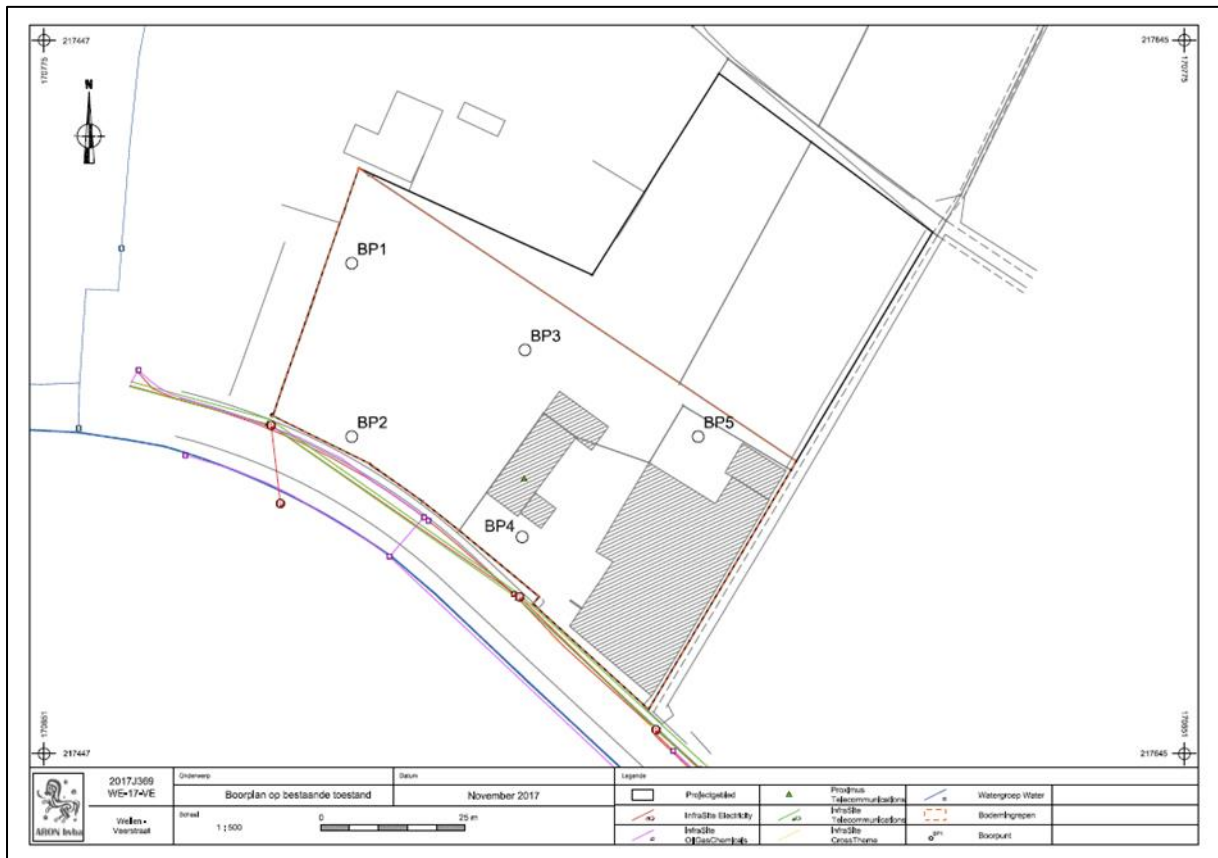 217447
217645
170775
170775
N
BP1
BP3
BP2
BP5
BP4
170651
170651
217447
217645
2017J369
WE-17-VE
Onderwerp
Datum
Legende
Boorplan op bestaande toestand
November 2017
Projectgebied
Proximus
Telecommunications
Watergroep Water
Wellen -
Veerstraat
Schaal
1 : 500
0
25 m
InfraSite Electricity
InfraSite
Telecommunications
Bodemingrepen
ARON bvba
InfraSite
OilGasChemicals
InfraSite
CrossTheme
BP1
Boorpunt